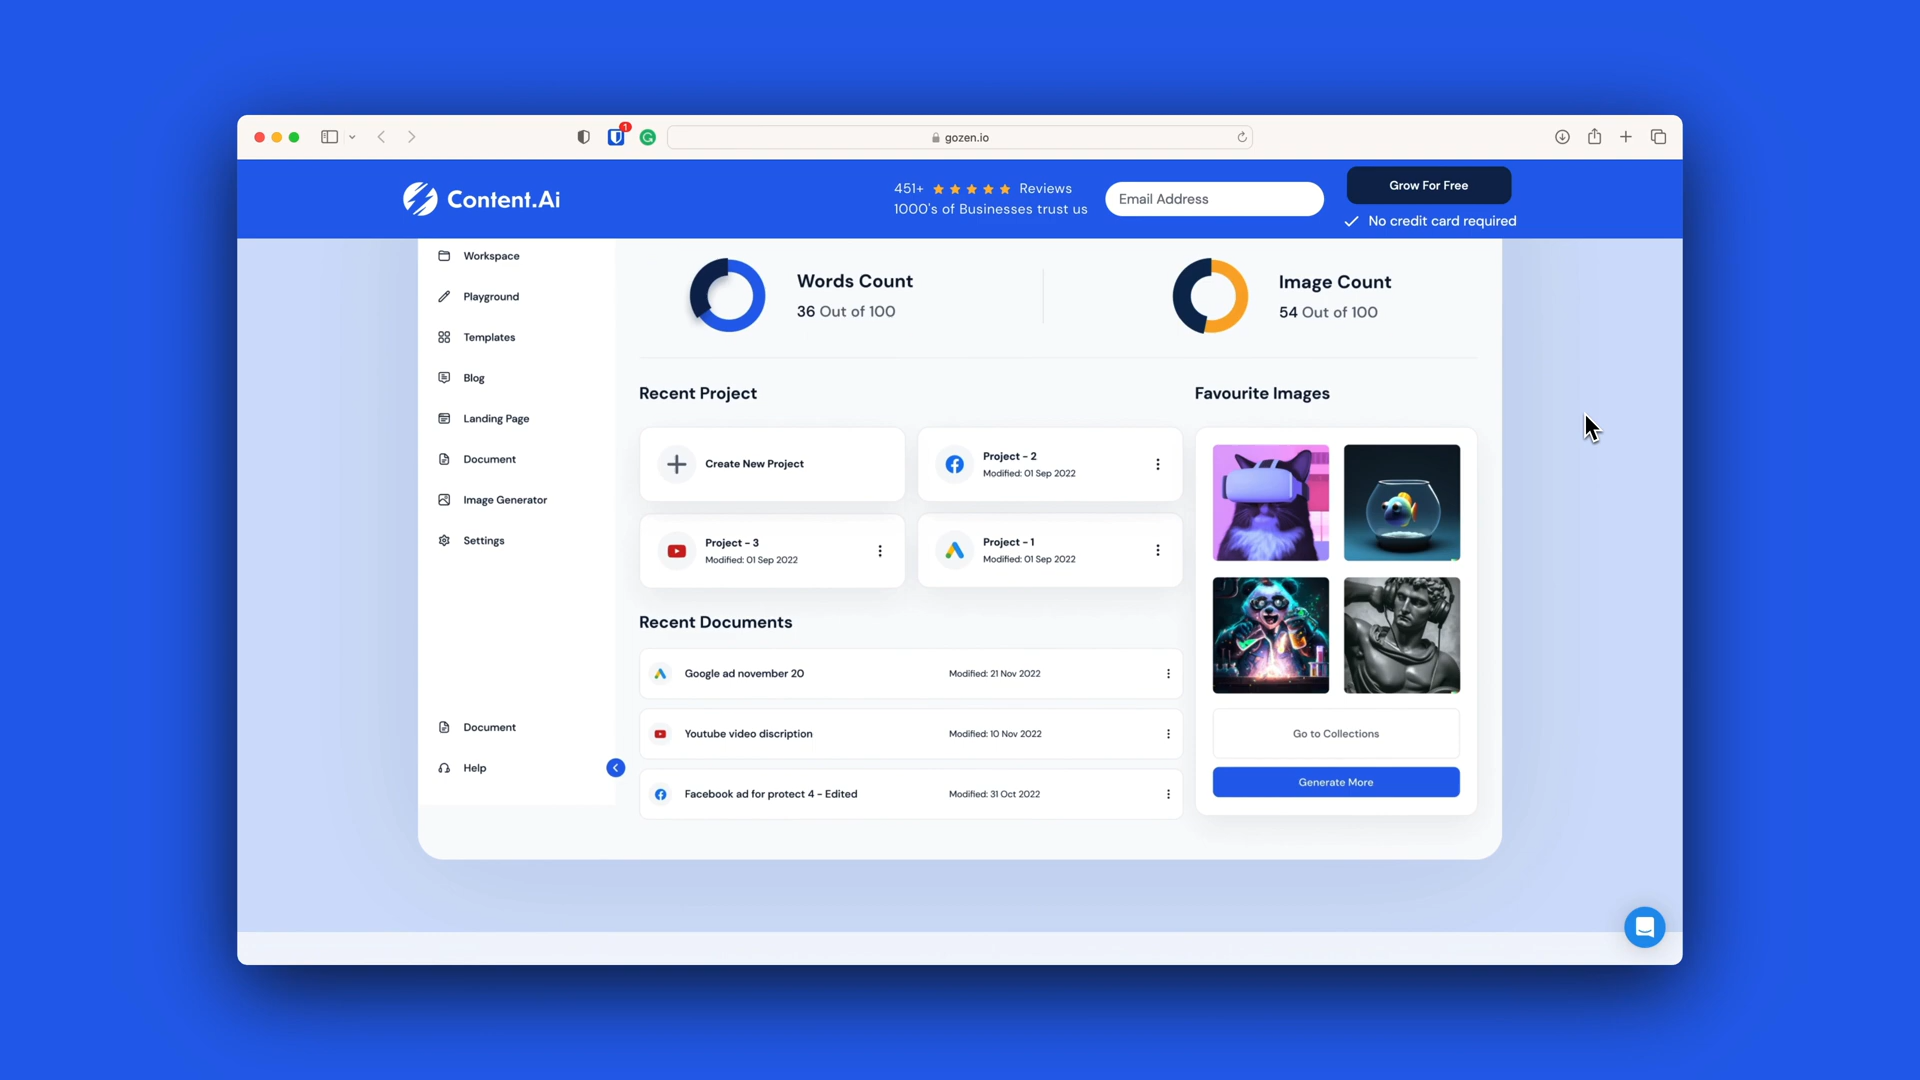 1
gozen.io
Content.Ai
451+ Reviews
1000's of Businesses trust us
Email Address
Grow For Free
No credit card required
Workspace
Playground
Templates
Blog
Landing Page
Document
Image Generator
Settings
Document
Help
Words Count
36 Out of 100
Image Count
54 Out of 100
Recent Project
Create New Project
Project - 2
Modified: 01 Sep 2022
Project - 3
Modified: 01 Sep 2022
Project - 1
Modified: 01 Sep 2022
Recent Documents
Google ad november 20 Modified: 21 Nov 2022
Youtube video discription Modified: 10 Nov 2022
Facebook ad for protect 4 - Edited Modified: 31 Oct 2022
Favourite Images
Go to Collections
Generate More